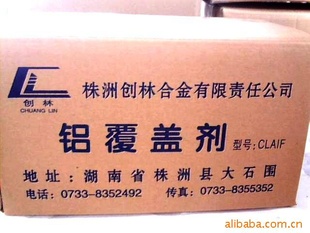 创林
CHUANG LIN
株洲创林合金有限责任公司
铝覆盖剂 型号:CLAIF
地址:湖南省株洲县大石围
电话:0733-8352492 传真:0733-8355352
alibaba.com.cn